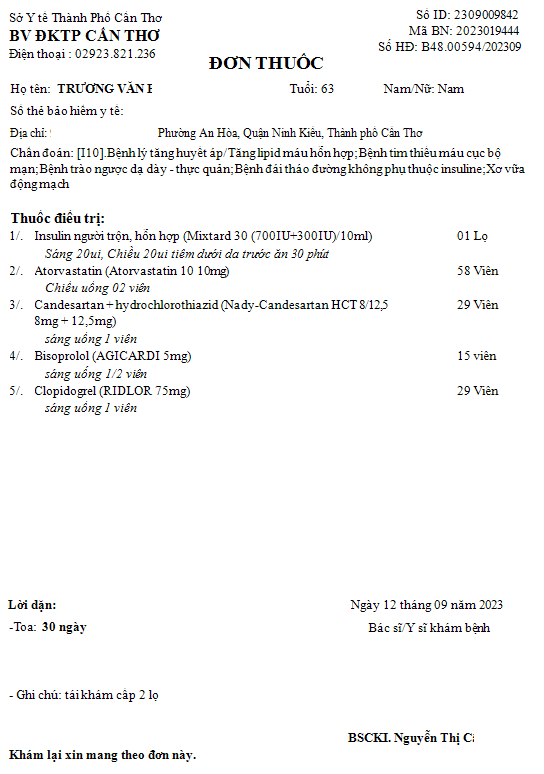 Sở Y tế Thành Phố Cần Thơ
BV ĐKTP CẦN THƠ
Điện thoại : 02923.821.236
Số ID: 2309009842
Mã BN: 2023019444
Số HĐ: B48.00594/202309
ĐƠN THUỐC
Họ tên: TRƯƠNG VĂN
Tuổi: 63
Nam/Nữ: Nam
Số thẻ bảo hiểm y tế:
Địa chỉ: Phường An Hòa, Quận Ninh Kiều, Thành phố Cần Thơ
Chẩn đoán: [I10].Bệnh lý tăng huyết áp/Tăng lipid máu hỗn hợp;Bệnh tim thiếu máu cục bộ
mạn;Bệnh trào ngược dạ dày - thực quản;Bệnh đái tháo đường không phụ thuộc insuline;Xơ vữa
động mạch
Thuốc điều trị:
1/. Insulin người trộn, hỗn hợp (Mixtard 30 (700IU+300IU)/10ml) 01 Lọ
Sáng 20ui, Chiều 20ui tiêm dưới da trước ăn 30 phút
2/. Atorvastatin (Atorvastatin 10 10mg) 58 Viên
Chiều uống 02 viên
3/. Candesartan + hydrochlorothiazid (Nady-Candesartan HCT 8/12,5 29 Viên
8mg + 12,5mg)
sáng uống 1 viên
4/. Bisoprolol (AGICARDI 5mg) 15 viên
sáng uống 1/2 viên
5/. Clopidogrel (RIDLOR 75mg) 29 Viên
sáng uống 1 viên
Lời dặn:
Ngày 12 tháng 09 năm 2023
-Toa: 30 ngày
Bác sĩ/Y sĩ khám bệnh
- Ghi chú: tái khám cấp 2 lọ
BSCKI. Nguyễn Thị
Khám lại xin mang theo đơn này.